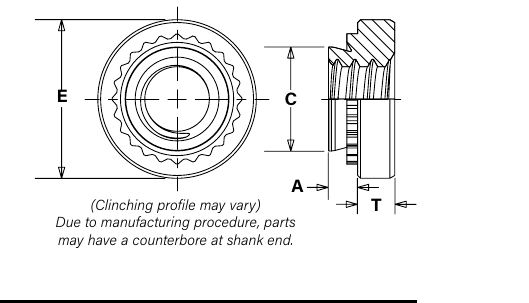 E
C
A
T
(Clinching profile may vary)
Due to manufacturing procedure, parts
may have a counterbore at shank end.